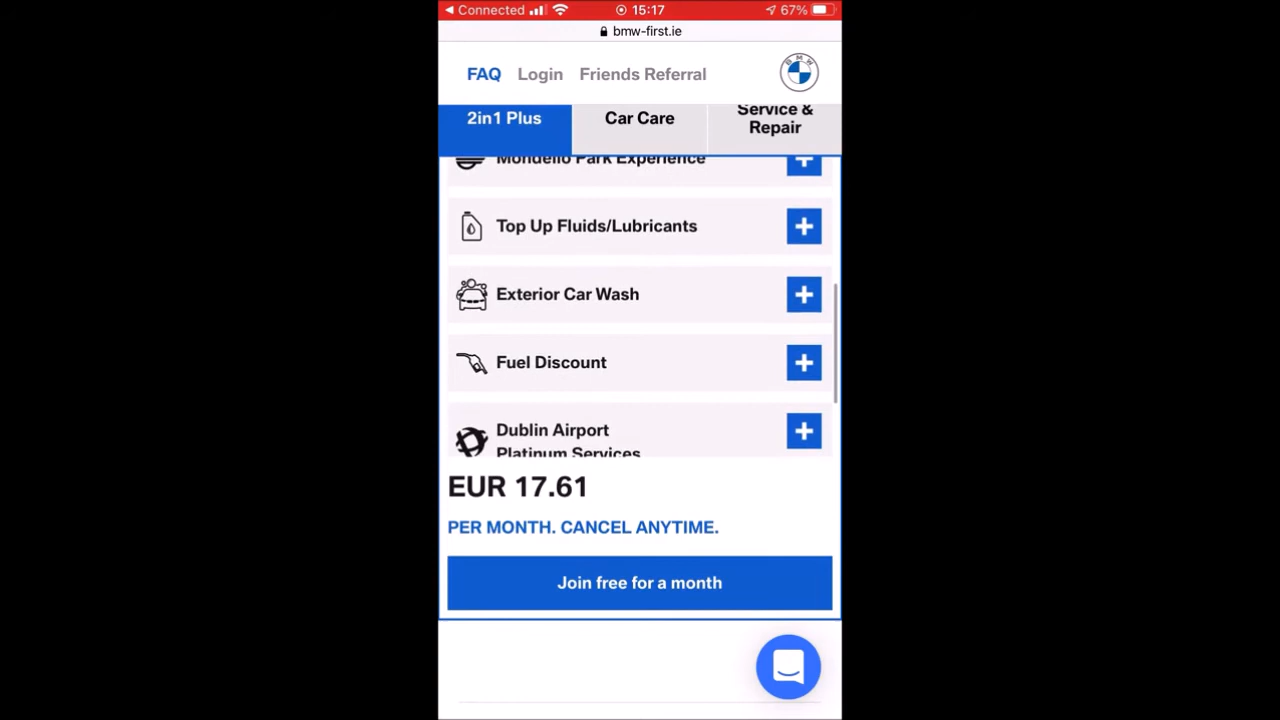 Connected
15:17
67%
bmw-first.ie
FAQ Login Friends Referral
BMW
2in1 Plus
Car Care
Service &
Repair
Mondello Park Experience
Top Up Fluids/Lubricants
Exterior Car Wash
Fuel Discount
Dublin Airport
Platinum Services
EUR 17.61
PER MONTH. CANCEL ANYTIME.
Join free for a month